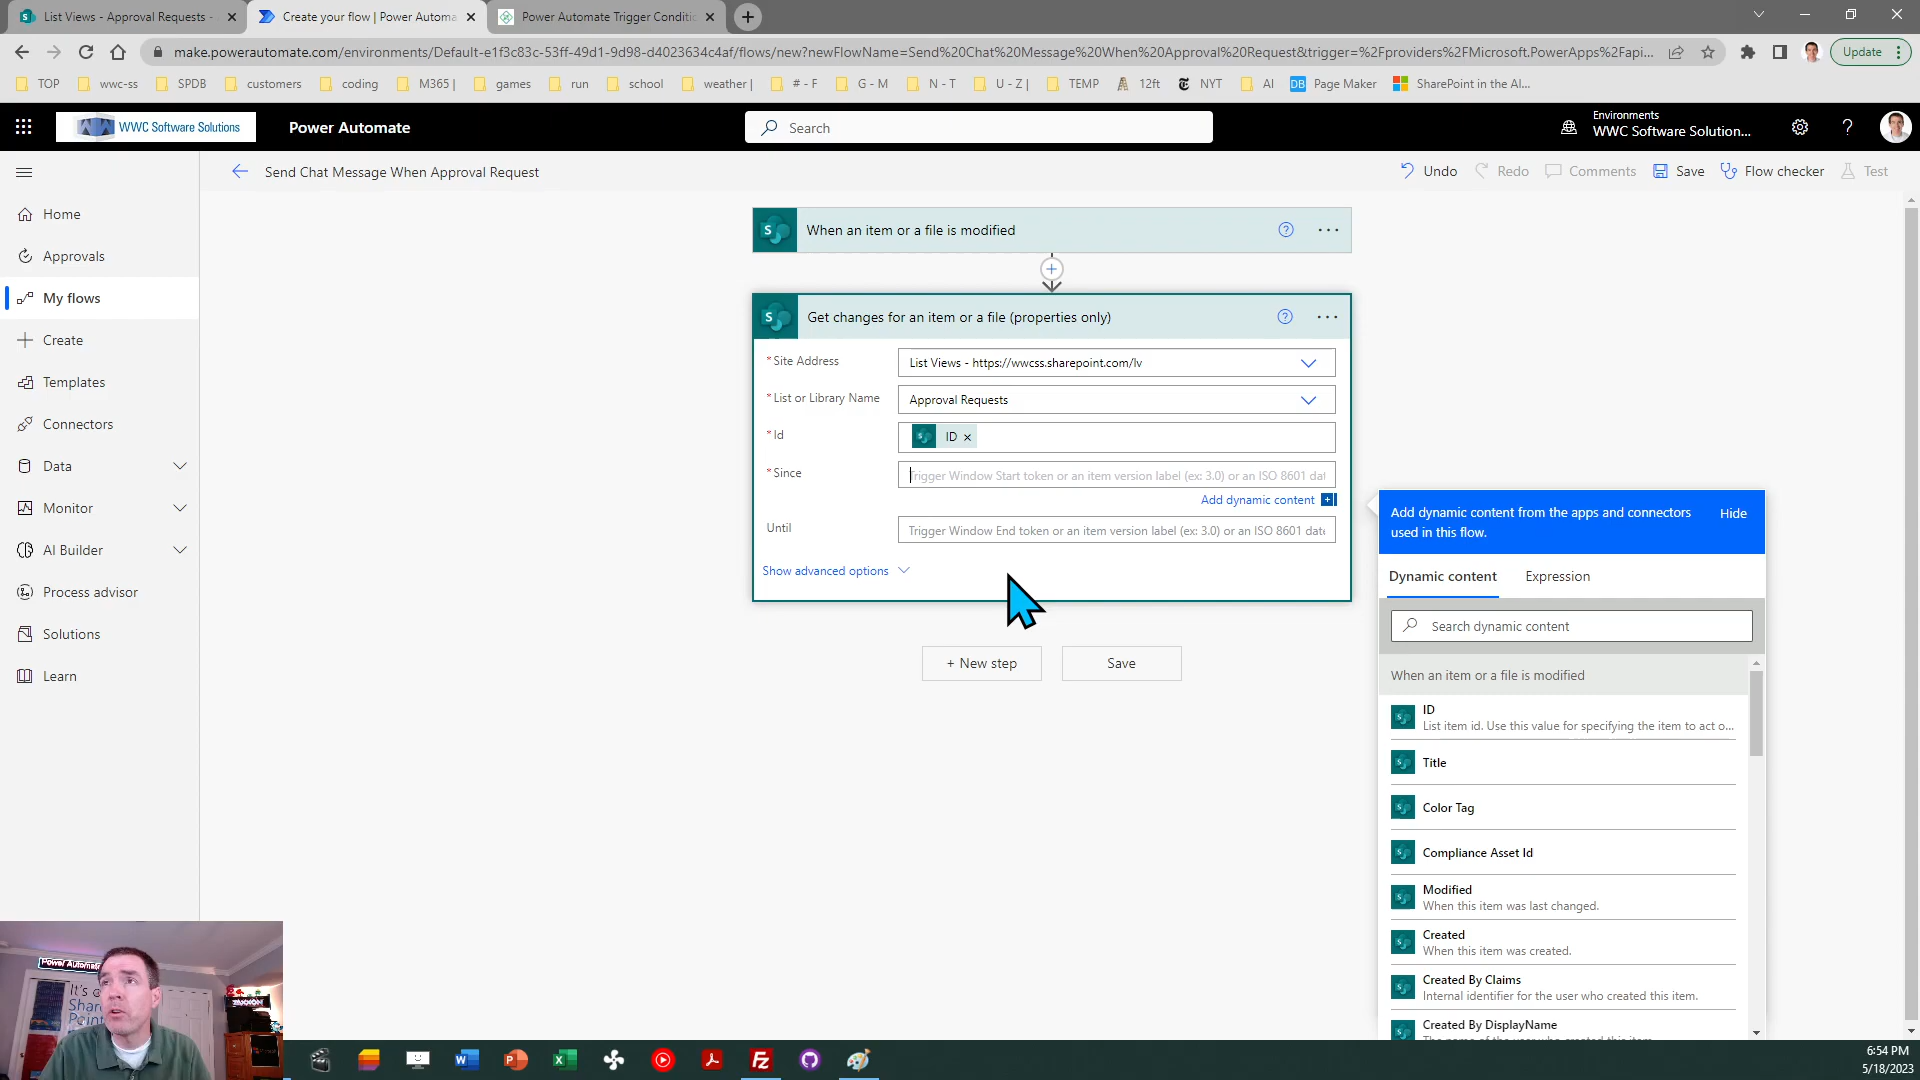 List Views - Approval Requests -
Create your flow | Power Automa
Power Automate Trigger Conditi
make.powerautomate.com/environments/Default-e1f3c83c-53ff-49d1-9d98-d4023634c4af/flows/new?newFlowName=Send%20Chat%20Message%20When%20Approval%20Request&trigger=%2Fproviders%2FMicrosoft.PowerApps%2Fapi...
Update
TOP wwc-ss SPDB customers coding M365 | games run school weather | # - F G - M N - T U - Z | TEMP 12ft NYT AI Page Maker SharePoint in the AI...
WWC Software Solutions
Power Automate
Search
Environments
WWC Software Solution...
Send Chat Message When Approval Request
Undo Redo Comments Save Flow checker Test
Home
Approvals
My flows
Create
Templates
Connectors
Data
Monitor
AI Builder
Process advisor
Solutions
Learn
When an item or a file is modified
Get changes for an item or a file (properties only)
* Site Address
List Views - https://wwcss.sharepoint.com/lv
* List or Library Name
Approval Requests
* Id
ID ×
* Since
Trigger Window Start token or an item version label (ex: 3.0) or an ISO 8601 dat
Add dynamic content
Until
Trigger Window End token or an item version label (ex: 3.0) or an ISO 8601 date
Show advanced options
+ New step
Save
Add dynamic content from the apps and connectors
used in this flow.
Hide
Dynamic content Expression
Search dynamic content
When an item or a file is modified
ID
List item id. Use this value for specifying the item to act o...
Title
Color Tag
Compliance Asset Id
Modified
When this item was last changed.
Created
When this item was created.
Created By Claims
Internal identifier for the user who created this item.
Created By DisplayName
Power Automate
It's
Share
Point
6:54 PM
5/18/2023